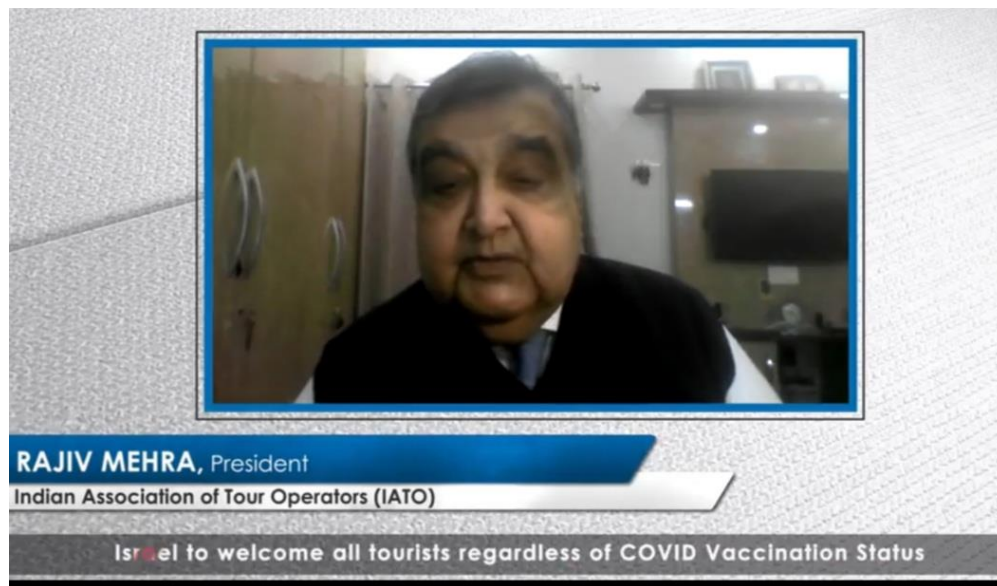 RAJIV MEHRA, President
Indian Association of Tour Operators (IATO)
Israel to welcome all tourists regardless of COVID Vaccination Status